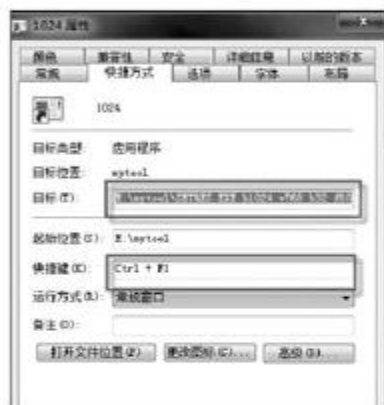 1024 属性
颜色 兼容性 安全 详细信息 以前的版本
常规 快捷方式 选项 字体 布局
1024
目标类型: 应用程序
目标位置: mytool
目标(T):
起始位置(S): E:\mytool
快捷键(K): Ctrl + F1
运行方式(R): 常规窗口
备注(O):
打开文件位置(F) 更改图标(C)... 高级(D)...